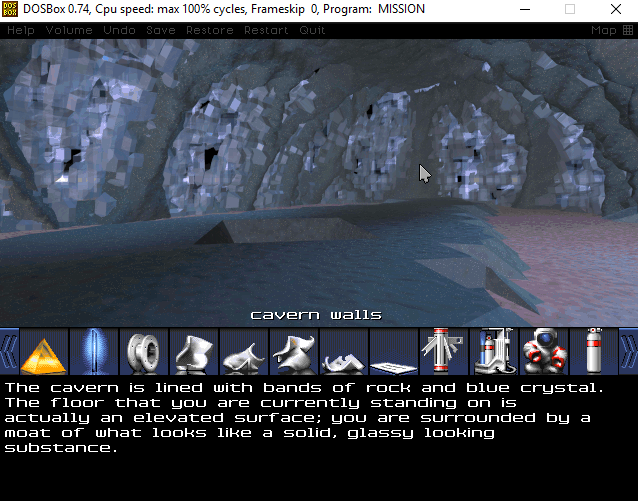 DOS
BOX
DOSBox 0.74, Cpu speed: max 100% cycles, Frameskip 0, Program: MISSION
Help Volume Undo Save Restore Restart Quit Map
cavern walls
The cavern is lined with bands of rock and blue crystal.
The floor that you are currently standing on is
actually an elevated surface; you are surrounded by a
moat of what looks like a solid, glassy looking
substance.